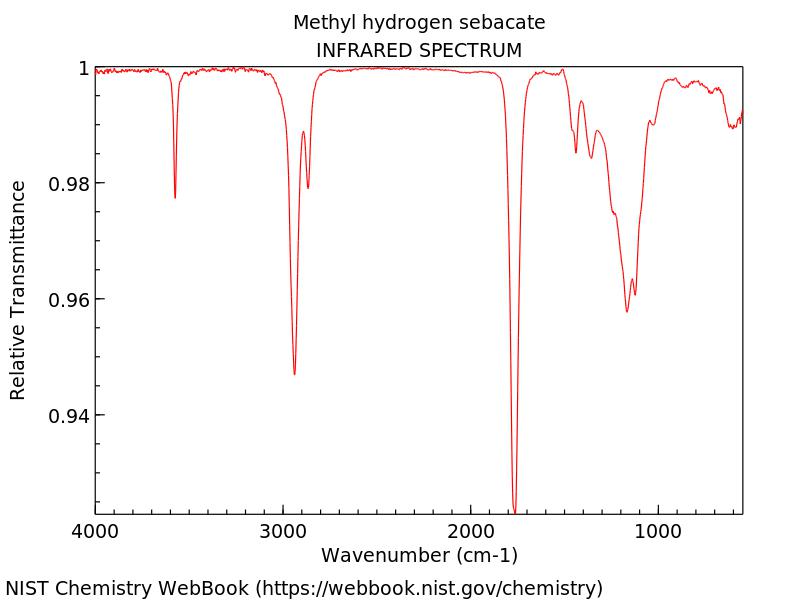 Methyl hydrogen sebacate
INFRARED SPECTRUM
1
0.98
0.96
0.94
Relative Transmittance
4000 3000 2000 1000
Wavenumber (cm-1)
NIST Chemistry WebBook (https://webbook.nist.gov/chemistry)